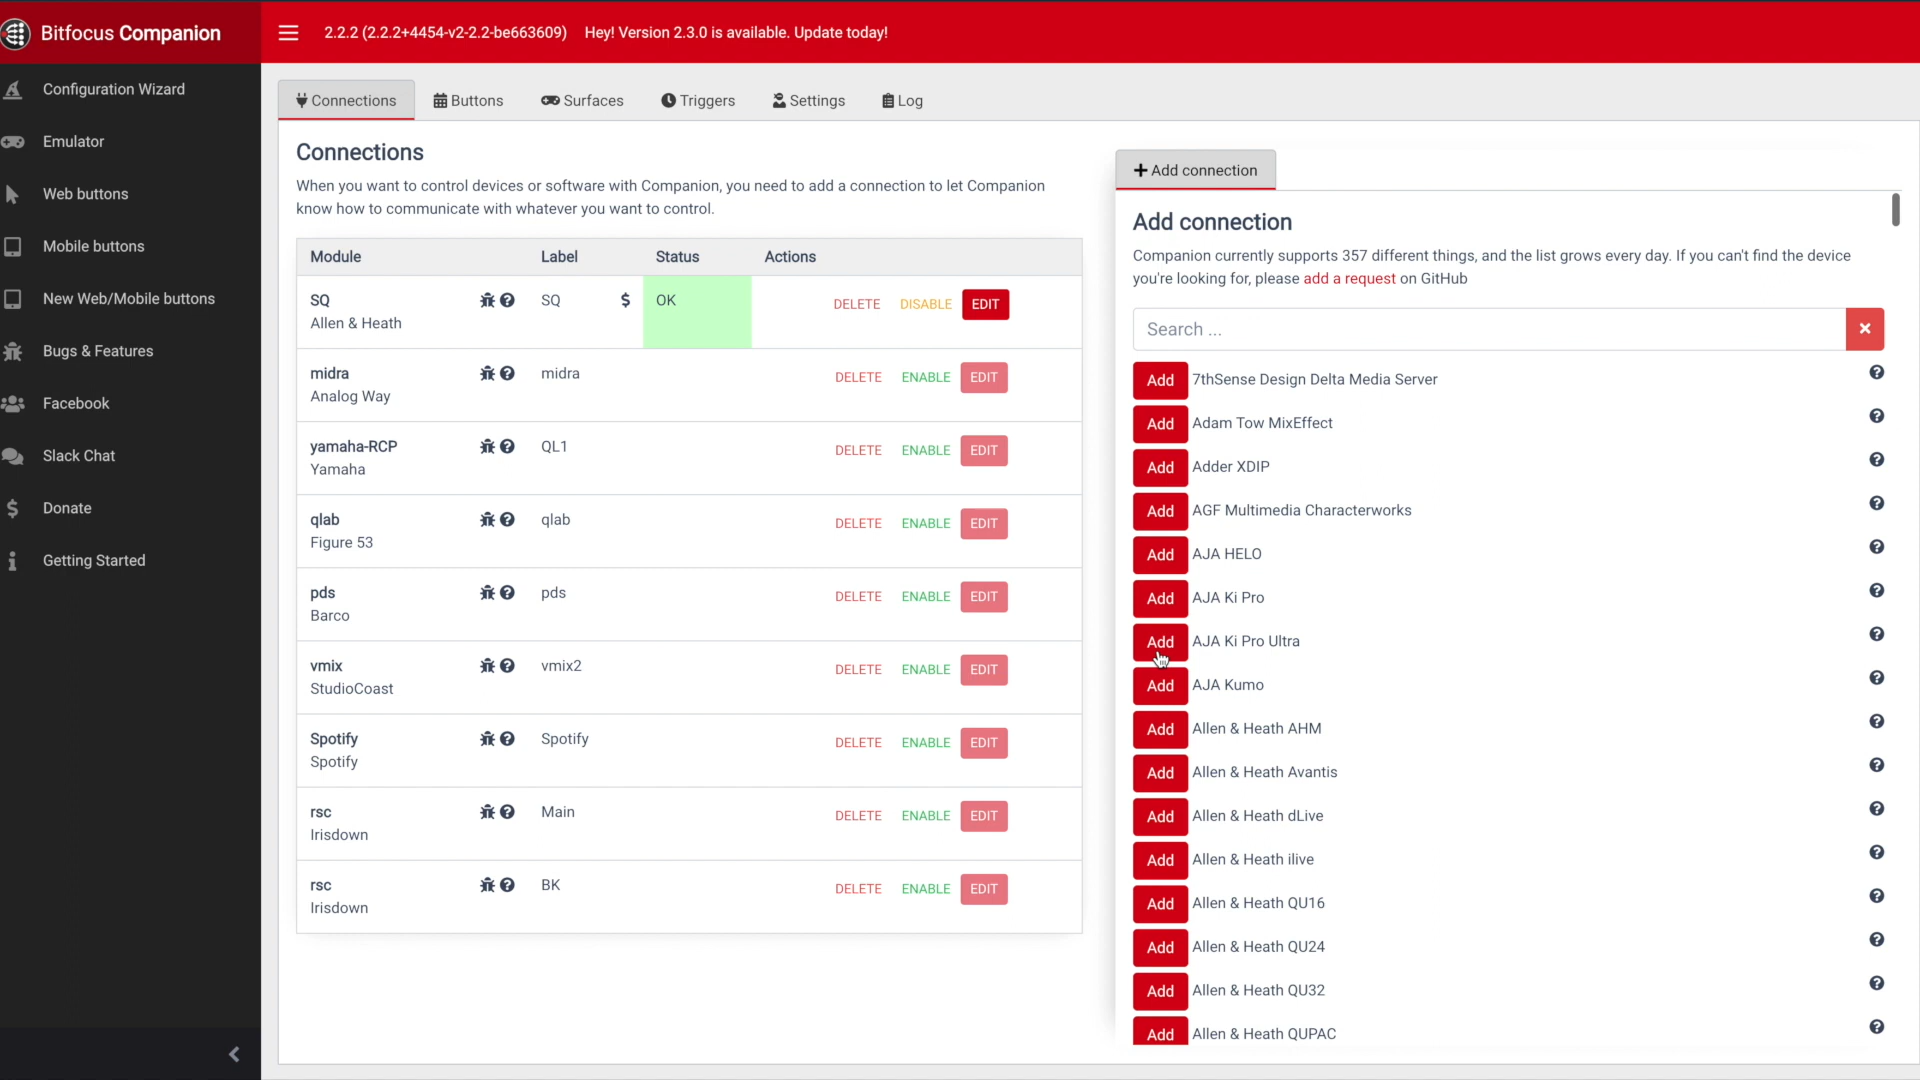 Bitfocus Companion
2.2.2 (2.2.2+4454-v2-2.2-be663609) Hey! Version 2.3.0 is available. Update today!
Configuration Wizard
Emulator
Web buttons
Mobile buttons
New Web/Mobile buttons
Bugs & Features
Facebook
Slack Chat
Donate
Getting Started
Connections Buttons Surfaces Triggers Settings Log
Connections
When you want to control devices or software with Companion, you need to add a connection to let Companion
know how to communicate with whatever you want to control.
Module Label Status Actions
SQ SQ $ OK DELETE DISABLE EDIT
Allen & Heath
midra midra DELETE ENABLE EDIT
Analog Way
yamaha-RCP QL1 DELETE ENABLE EDIT
Yamaha
qlab qlab DELETE ENABLE EDIT
Figure 53
pds pds DELETE ENABLE EDIT
Barco
vmix vmix2 DELETE ENABLE EDIT
StudioCoast
Spotify Spotify DELETE ENABLE EDIT
Spotify
rsc Main DELETE ENABLE EDIT
Irisdown
rsc BK DELETE ENABLE EDIT
Irisdown
Add connection
Add connection
Companion currently supports 357 different things, and the list grows every day. If you can't find the device
you're looking for, please add a request on GitHub
Search ...
Add 7thSense Design Delta Media Server
Add Adam Tow MixEffect
Add Adder XDIP
Add AGF Multimedia Characterworks
Add AJA HELO
Add AJA Ki Pro
Add AJA Ki Pro Ultra
Add AJA Kumo
Add Allen & Heath AHM
Add Allen & Heath Avantis
Add Allen & Heath dLive
Add Allen & Heath ilive
Add Allen & Heath QU16
Add Allen & Heath QU24
Add Allen & Heath QU32
Add Allen & Heath QUPAC